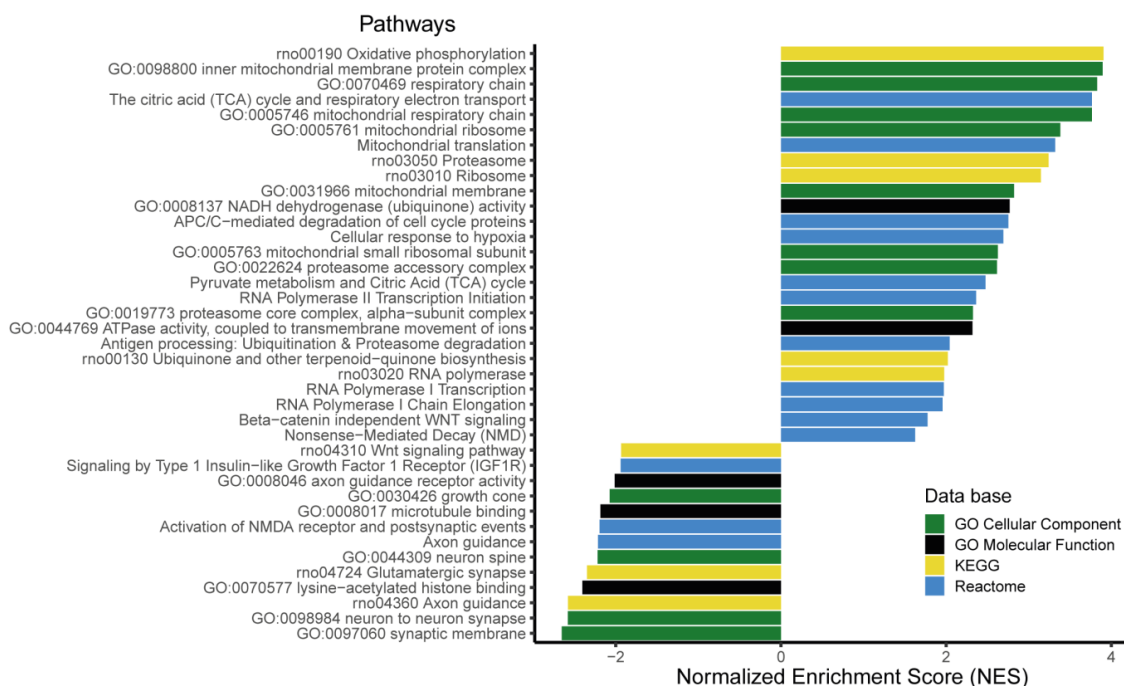 Pathways
rno00190 Oxidative phosphorylation
GO:0098800 inner mitochondrial membrane protein complex
GO:0070469 respiratory chain
The citric acid (TCA) cycle and respiratory electron transport
GO:0005746 mitochondrial respiratory chain
GO:0005761 mitochondrial ribosome
Mitochondrial translation
rno03050 Proteasome
rno03010 Ribosome
GO:0031966 mitochondrial membrane
GO:0008137 NADH dehydrogenase (ubiquinone) activity
APC/C−mediated degradation of cell cycle proteins
Cellular response to hypoxia
GO:0005763 mitochondrial small ribosomal subunit
GO:0022624 proteasome accessory complex
Pyruvate metabolism and Citric Acid (TCA) cycle
RNA Polymerase II Transcription Initiation
GO:0019773 proteasome core complex, alpha−subunit complex
GO:0044769 ATPase activity, coupled to transmembrane movement of ions
Antigen processing: Ubiquitination & Proteasome degradation
rno00130 Ubiquinone and other terpenoid−quinone biosynthesis
rno03020 RNA polymerase
RNA Polymerase I Transcription
RNA Polymerase I Chain Elongation
Beta−catenin independent WNT signaling
Nonsense−Mediated Decay (NMD)
rno04310 Wnt signaling pathway
Signaling by Type 1 Insulin−like Growth Factor 1 Receptor (IGF1R)
GO:0008046 axon guidance receptor activity
GO:0030426 growth cone
GO:0008017 microtubule binding
Activation of NMDA receptor and postsynaptic events
Axon guidance
GO:0044309 neuron spine
rno04724 Glutamatergic synapse
GO:0070577 lysine−acetylated histone binding
rno04360 Axon guidance
GO:0098984 neuron to neuron synapse
GO:0097060 synaptic membrane
Data base
GO Cellular Component
GO Molecular Function
KEGG
Reactome
−2 0 2 4
Normalized Enrichment Score (NES)